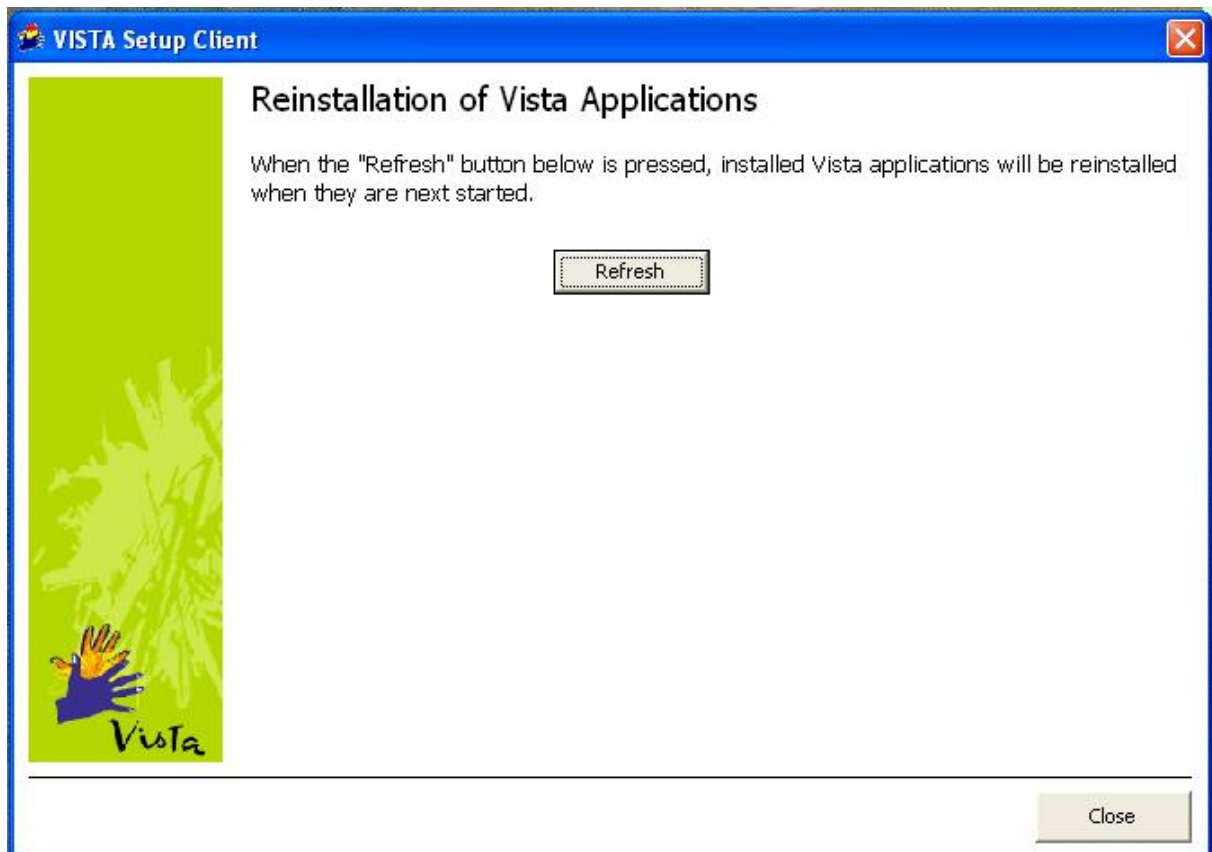 VISTA Setup Client
Reinstallation of Vista Applications
When the "Refresh" button below is pressed, installed Vista applications will be reinstalled
when they are next started.
Refresh
Vista
Close